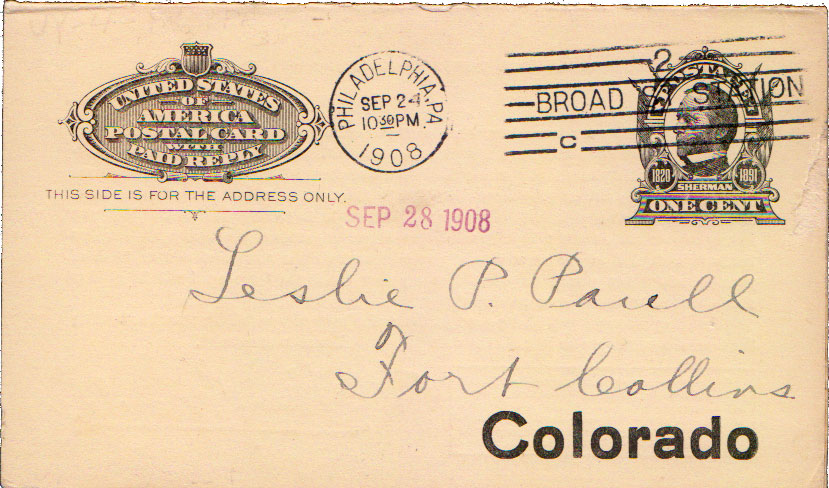 UNITED STATES
OF
AMERICA
POSTAL CARD
WITH
PAID REPLY
THIS SIDE IS FOR THE ADDRESS ONLY.
PHILADELPHIA, PA.
SEP 24
10 30 PM.
1908
2
BROAD ST. STATION
C
POSTAGE
1820 1891
SHERMAN
ONE CENT
SEP 28 1908
Leslie P.
Fort Collins
Colorado